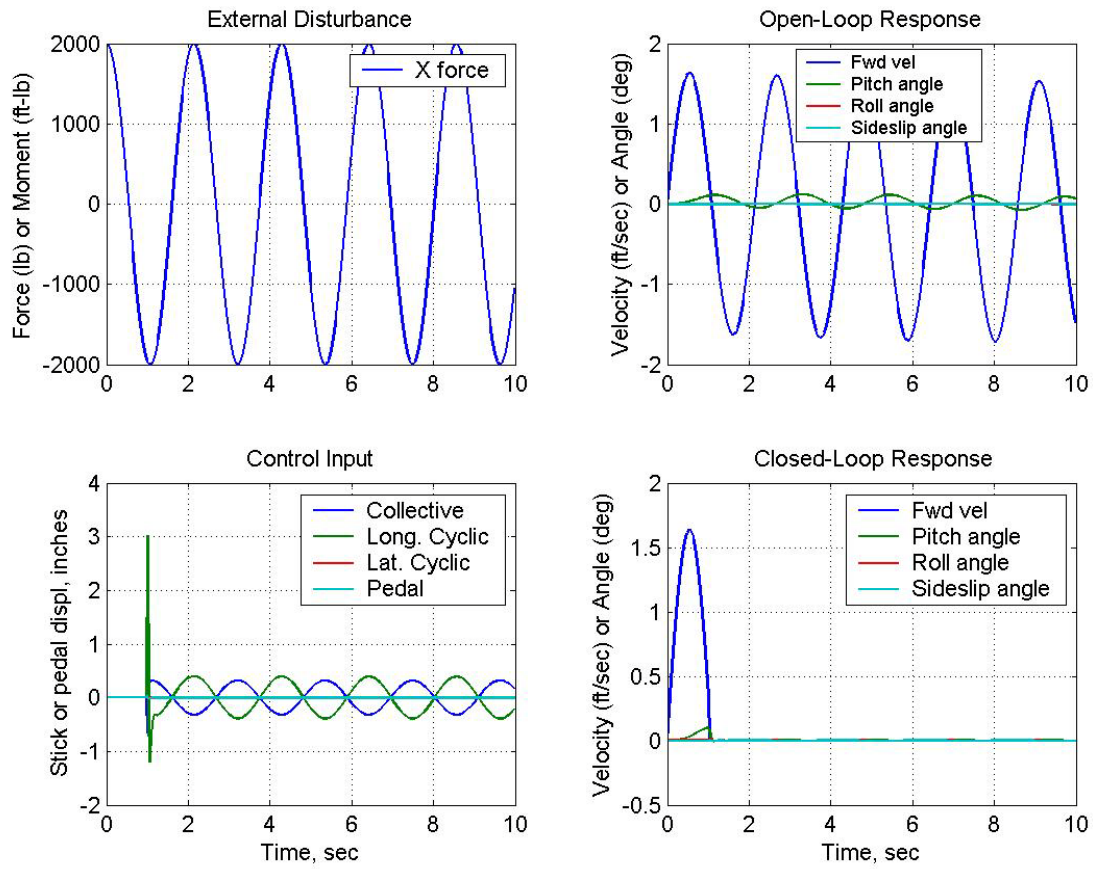 External Disturbance
Force (lb) or Moment (ft-lb)
2000
1000
0
-1000
-2000
X force
0 2 4 6 8 10
Open-Loop Response
Velocity (ft/sec) or Angle (deg)
2
1
0
-1
-2
Fwd vel
Pitch angle
Roll angle
Sideslip angle
0 2 4 6 8 10
Control Input
Stick or pedal displ, inches
4
3
2
1
0
-1
-2
Collective
Long. Cyclic
Lat. Cyclic
Pedal
0 2 4 6 8 10
Time, sec
Closed-Loop Response
Velocity (ft/sec) or Angle (deg)
2
1.5
1
0.5
0
-0.5
Fwd vel
Pitch angle
Roll angle
Sideslip angle
0 2 4 6 8 10
Time, sec